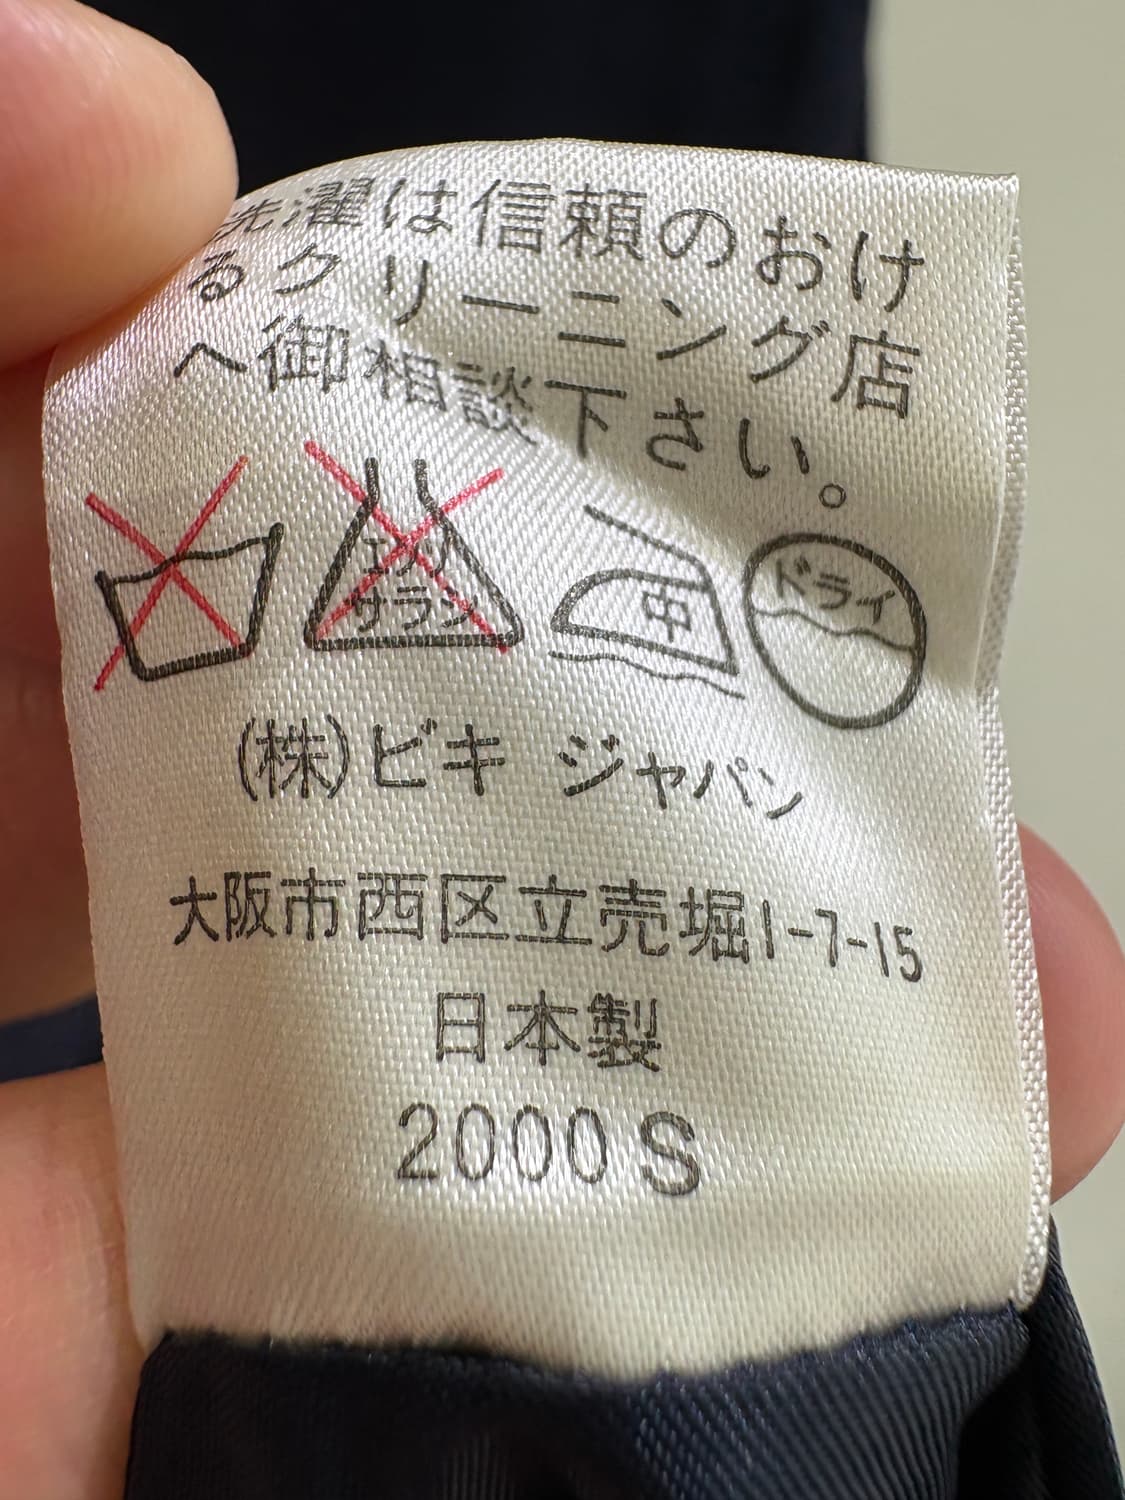 洗濯は信頼のおけ
るクリーニング店
へ御相談下さい。
エンソ
サラシ
中
ドライ
(株)ビキ ジャパン
大阪市西区立売堀1-7-15
日本製
2000 S